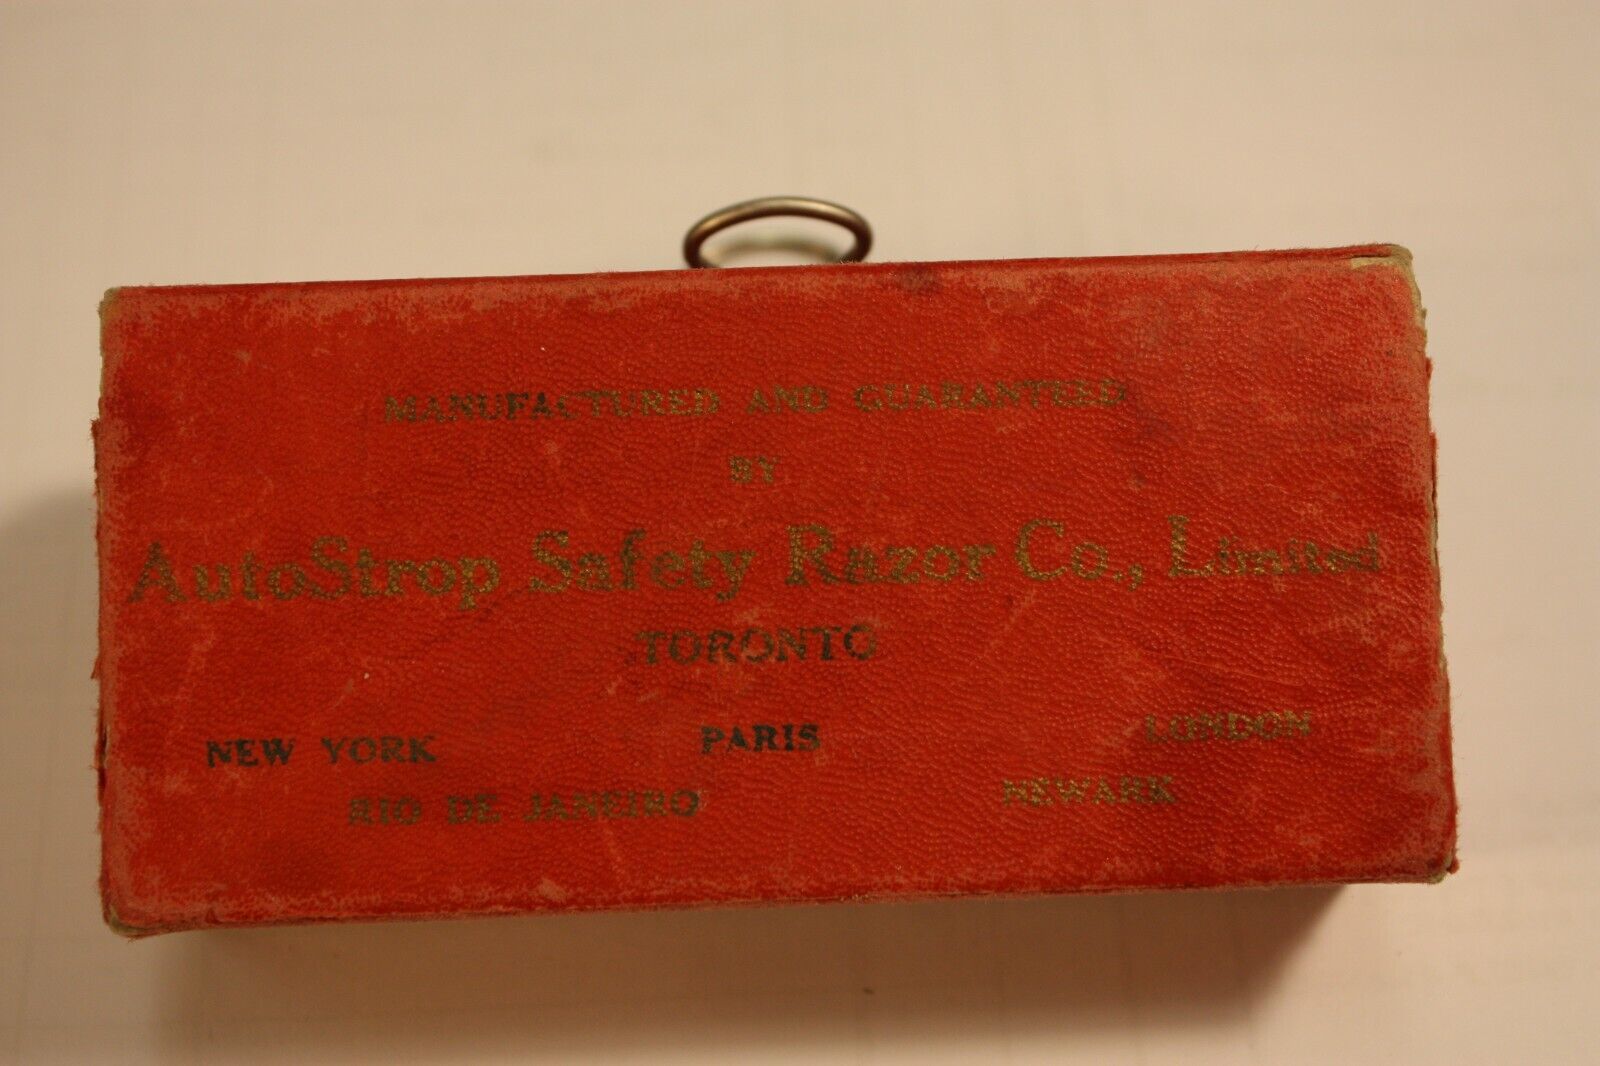 MANUFACTURED AND GUARANTEED
BY
AutoStrop Safety Razor Co., Limited
TORONTO
NEW YORK PARIS LONDON
RIO DE JANEIRO NEWARK